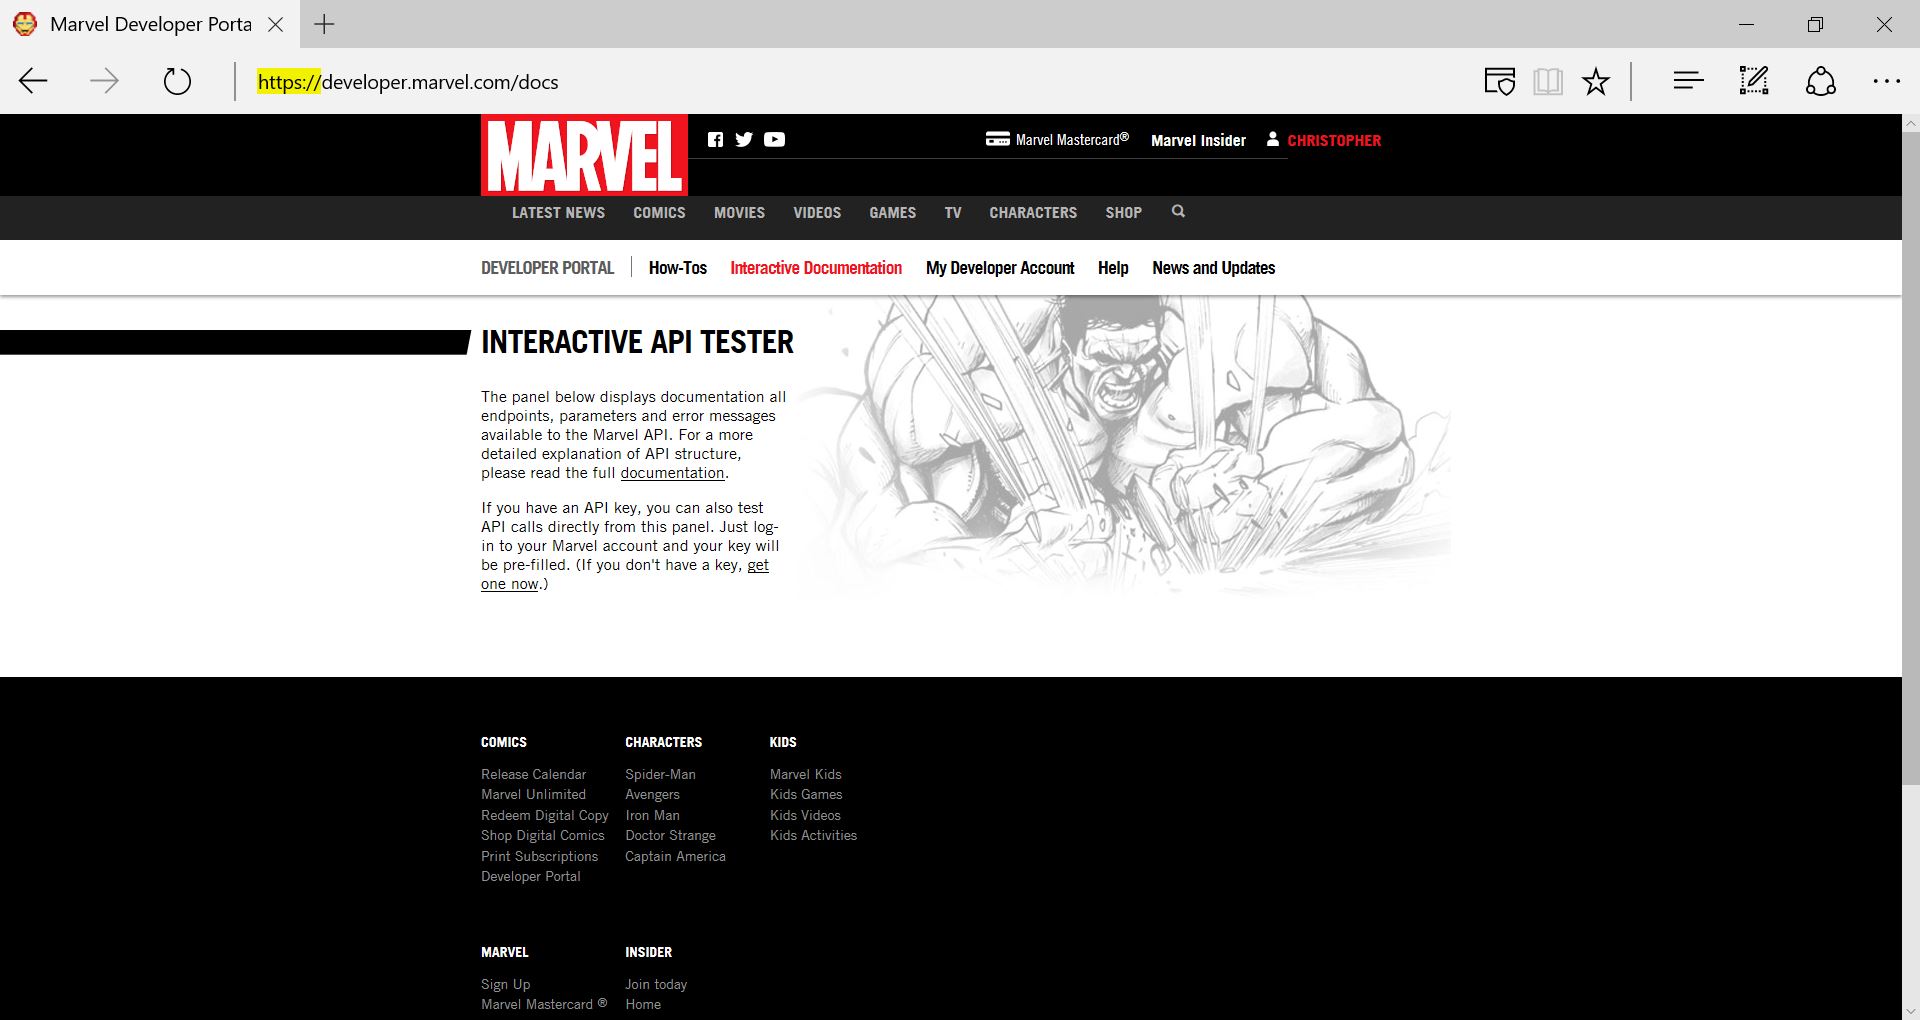 Marvel Developer Porta
https://developer.marvel.com/docs
MARVEL
Marvel Mastercard®
Marvel Insider
CHRISTOPHER
LATEST NEWS COMICS MOVIES VIDEOS GAMES TV CHARACTERS SHOP
DEVELOPER PORTAL How-Tos Interactive Documentation My Developer Account Help News and Updates
INTERACTIVE API TESTER
The panel below displays documentation all
endpoints, parameters and error messages
available to the Marvel API. For a more
detailed explanation of API structure,
please read the full documentation.
If you have an API key, you can also test
API calls directly from this panel. Just log-
in to your Marvel account and your key will
be pre-filled. (If you don't have a key, get
one now.)
COMICS
Release Calendar
Marvel Unlimited
Redeem Digital Copy
Shop Digital Comics
Print Subscriptions
Developer Portal
CHARACTERS
Spider-Man
Avengers
Iron Man
Doctor Strange
Captain America
KIDS
Marvel Kids
Kids Games
Kids Videos
Kids Activities
MARVEL
Sign Up
Marvel Mastercard ®
INSIDER
Join today
Home